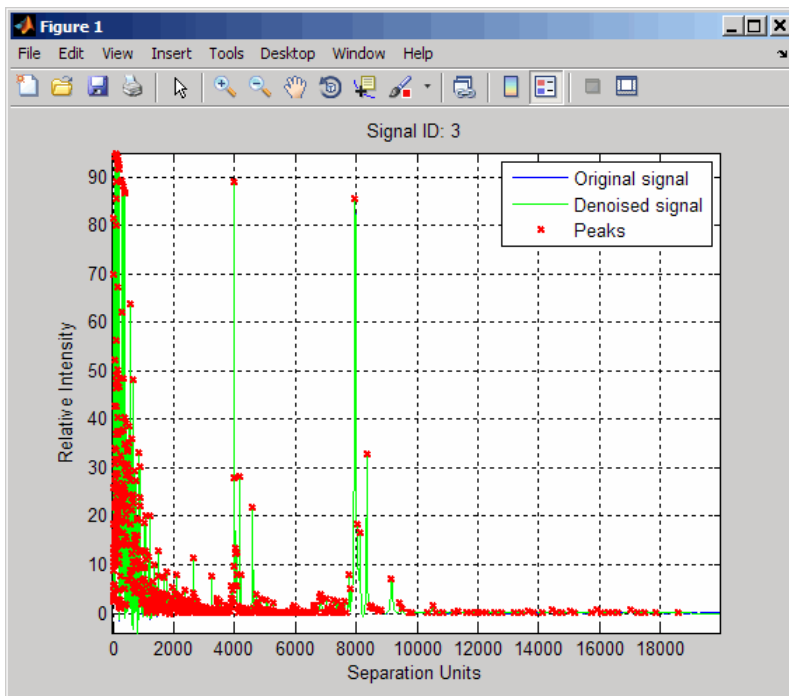 Figure 1
File Edit View Insert Tools Desktop Window Help
Signal ID: 3
Original signal
Denoised signal
Peaks
90
80
70
60
50
40
30
20
10
0
Relative Intensity
0 2000 4000 6000 8000 10000 12000 14000 16000 18000
Separation Units